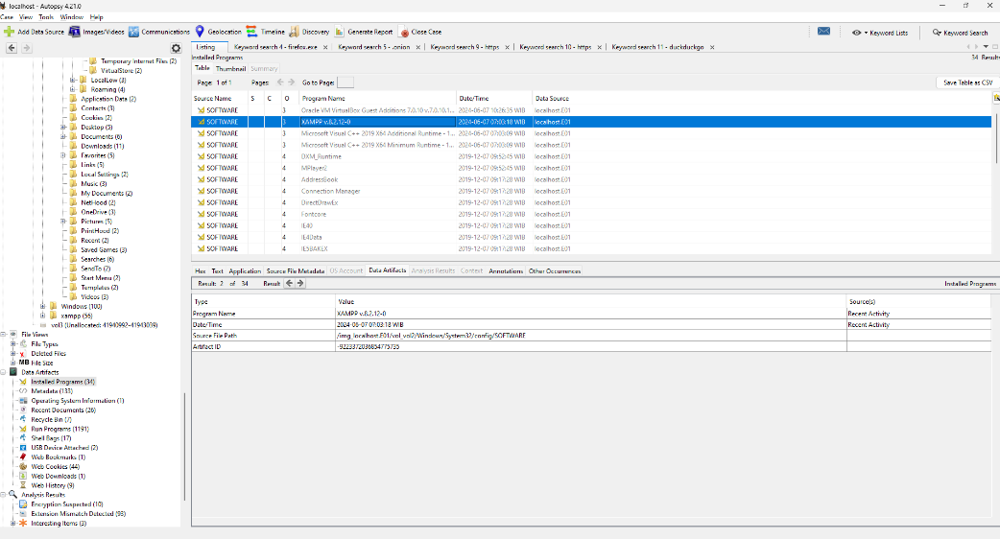 localhost - Autopsy 4.21.0
Case View Tools Window Help
Add Data Source Images/Videos Communications Geolocation Timeline Discovery Generate Report Close Case Keyword Lists Keyword Search
Listing Keyword search 4 - firefox.exe Keyword search 5 - .onion Keyword search 9 - https Keyword search 10 - https Keyword search 11 - duckduckgo
Installed Programs 34 Results
Table Thumbnail Summary
Page: 1 of 1 Pages: Go to Page: Save Table as CSV
Source Name S C O Program Name Date/Time Data Source
SOFTWARE 3 Oracle VM VirtualBox Guest Additions 7.0.10 v.7.0.10.1... 2024-06-07 10:26:35 WIB localhost.E01
SOFTWARE 3 XAMPP v.8.2.12-0 2024-06-07 07:03:18 WIB localhost.E01
SOFTWARE 3 Microsoft Visual C++ 2019 X64 Additional Runtime - 1... 2024-06-07 07:03:09 WIB localhost.E01
SOFTWARE 3 Microsoft Visual C++ 2019 X64 Minimum Runtime - 1... 2024-06-07 07:03:09 WIB localhost.E01
SOFTWARE 4 DXM_Runtime 2019-12-07 09:52:45 WIB localhost.E01
SOFTWARE 4 MPlayer2 2019-12-07 09:52:45 WIB localhost.E01
SOFTWARE 4 AddressBook 2019-12-07 09:17:28 WIB localhost.E01
SOFTWARE 4 Connection Manager 2019-12-07 09:17:28 WIB localhost.E01
SOFTWARE 4 DirectDrawEx 2019-12-07 09:17:28 WIB localhost.E01
SOFTWARE 4 Fontcore 2019-12-07 09:17:28 WIB localhost.E01
SOFTWARE 4 IE40 2019-12-07 09:17:28 WIB localhost.E01
SOFTWARE 4 IE4Data 2019-12-07 09:17:28 WIB localhost.E01
SOFTWARE 4 IE5BAKEX 2019-12-07 09:17:28 WIB localhost.E01
Hex Text Application Source File Metadata OS Account Data Artifacts Analysis Results Context Annotations Other Occurrences
Result: 2 of 34 Result Installed Programs
Type Value Source(s)
Program Name XAMPP v.8.2.12-0 Recent Activity
Date/Time 2024-06-07 07:03:18 WIB Recent Activity
Source File Path /img_localhost.E01/vol_vol2/Windows/System32/config/SOFTWARE
Artifact ID -9223372036854775735
Temporary Internet Files (2)
VirtualStore (2)
LocalLow (3)
Roaming (4)
Application Data (2)
Contacts (3)
Cookies (2)
Desktop (5)
Documents (6)
Downloads (11)
Favorites (5)
Links (5)
Local Settings (2)
Music (3)
My Documents (2)
NetHood (2)
OneDrive (3)
Pictures (5)
PrintHood (2)
Recent (2)
Saved Games (3)
Searches (6)
SendTo (2)
Start Menu (2)
Templates (2)
Videos (3)
Windows (100)
xampp (56)
vol3 (Unallocated: 41940992-41943039)
File Views
File Types
Deleted Files
MB File Size
Data Artifacts
Installed Programs (34)
Metadata (133)
Operating System Information (1)
Recent Documents (26)
Recycle Bin (7)
Run Programs (1191)
Shell Bags (17)
USB Device Attached (2)
Web Bookmarks (1)
Web Cookies (44)
Web Downloads (1)
Web History (9)
Analysis Results
Encryption Suspected (10)
Extension Mismatch Detected (93)
Interesting Items (3)